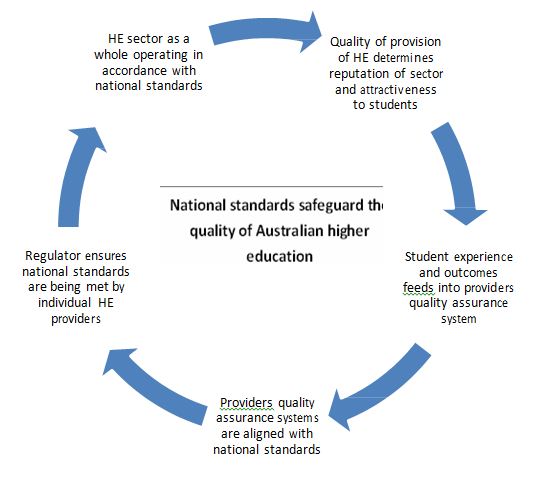 HE sector as a
whole operating in
accordance with
national standards
Quality of provision
of HE determines
reputation of sector
and attractiveness
to students
Student experience
and outcomes
feeds into providers
quality assurance
system
Providers quality
assurance systems
are aligned with
national standards
Regulator ensures
national standards
are being met by
individual HE
providers
National standards safeguard the
quality of Australian higher
education